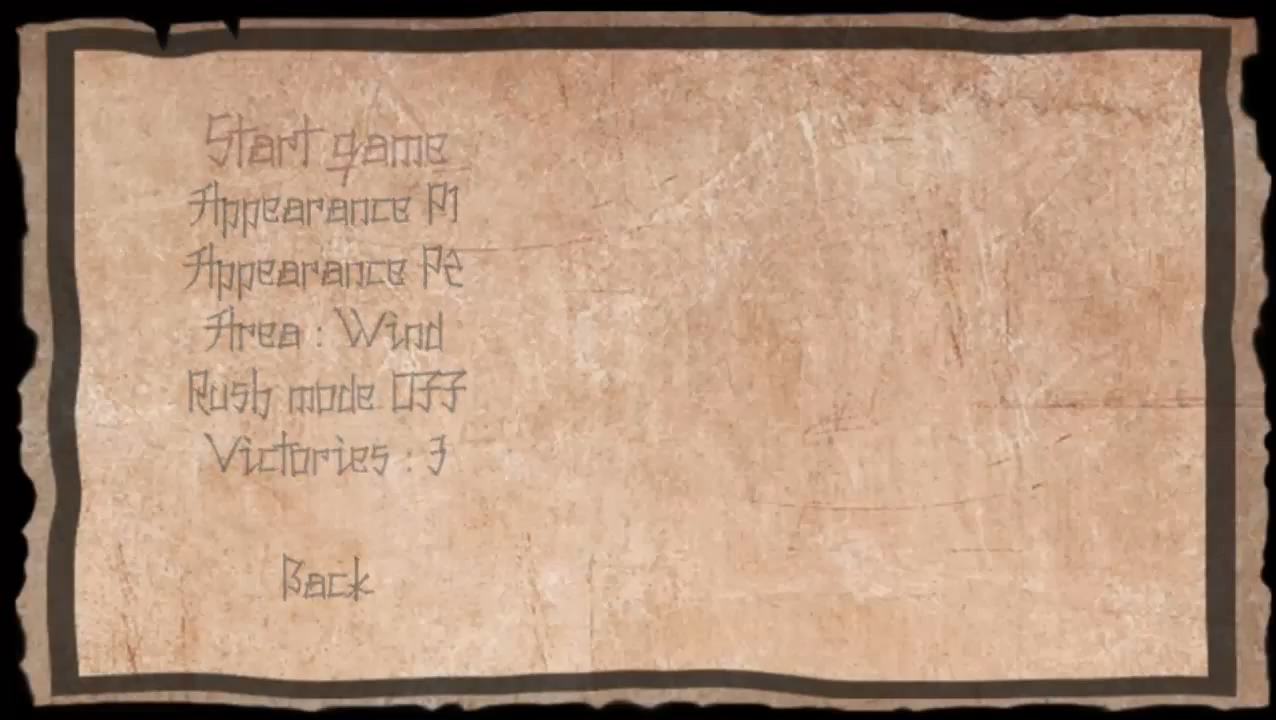 Start game
Appearance P1
Appearance P2
Area : Wind
Rush mode OFF
Victories : 3
Back